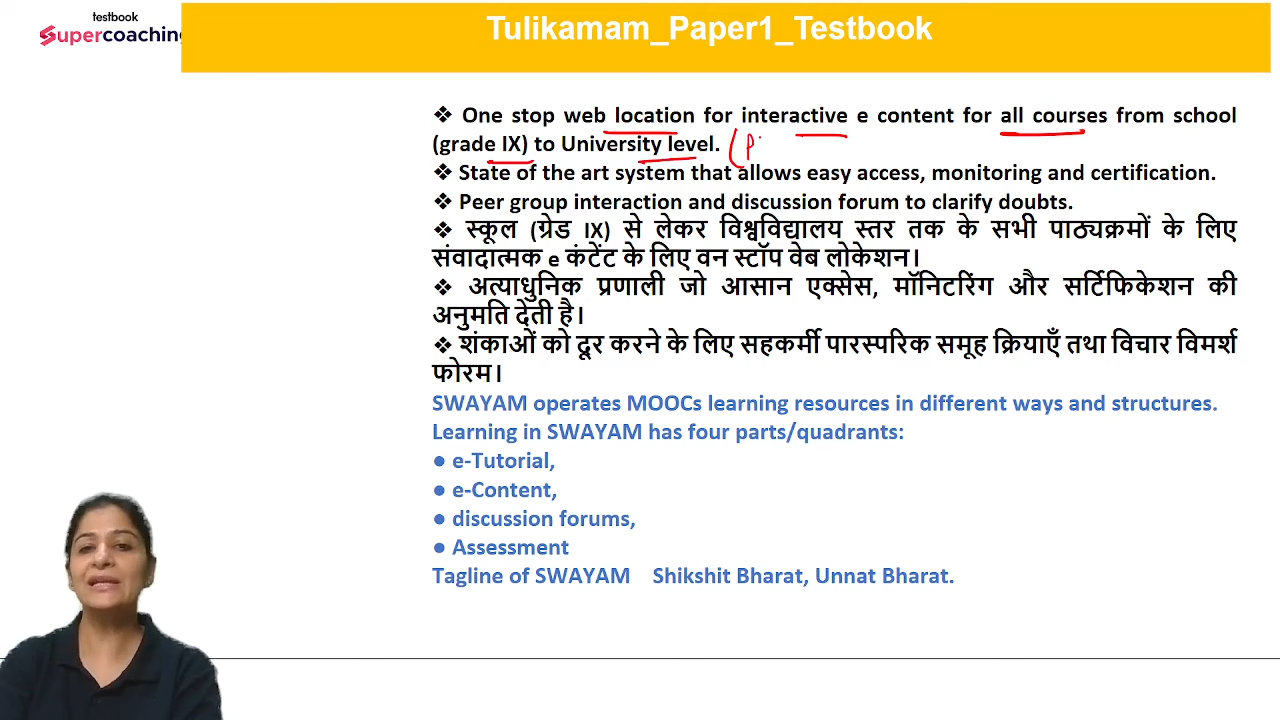 testbook
Supercoaching
Tulikamam_Paper1_Testbook
❖ One stop web location for interactive e content for all courses from school
(grade IX) to University level. (P
❖ State of the art system that allows easy access, monitoring and certification.
❖ Peer group interaction and discussion forum to clarify doubts.
❖ स्कूल (ग्रेड IX) से लेकर विश्वविद्यालय स्तर तक के सभी पाठ्यक्रमों के लिए
संवादात्मक e कंटेंट के लिए वन स्टॉप वेब लोकेशन।
❖ अत्याधुनिक प्रणाली जो आसान एक्सेस, मॉनिटरिंग और सर्टिफिकेशन की
अनुमति देती है।
❖ शंकाओं को दूर करने के लिए सहकर्मी पारस्परिक समूह क्रियाएँ तथा विचार विमर्श
फोरम।
SWAYAM operates MOOCs learning resources in different ways and structures.
Learning in SWAYAM has four parts/quadrants:
● e-Tutorial,
● e-Content,
● discussion forums,
● Assessment
Tagline of SWAYAM Shikshit Bharat, Unnat Bharat.